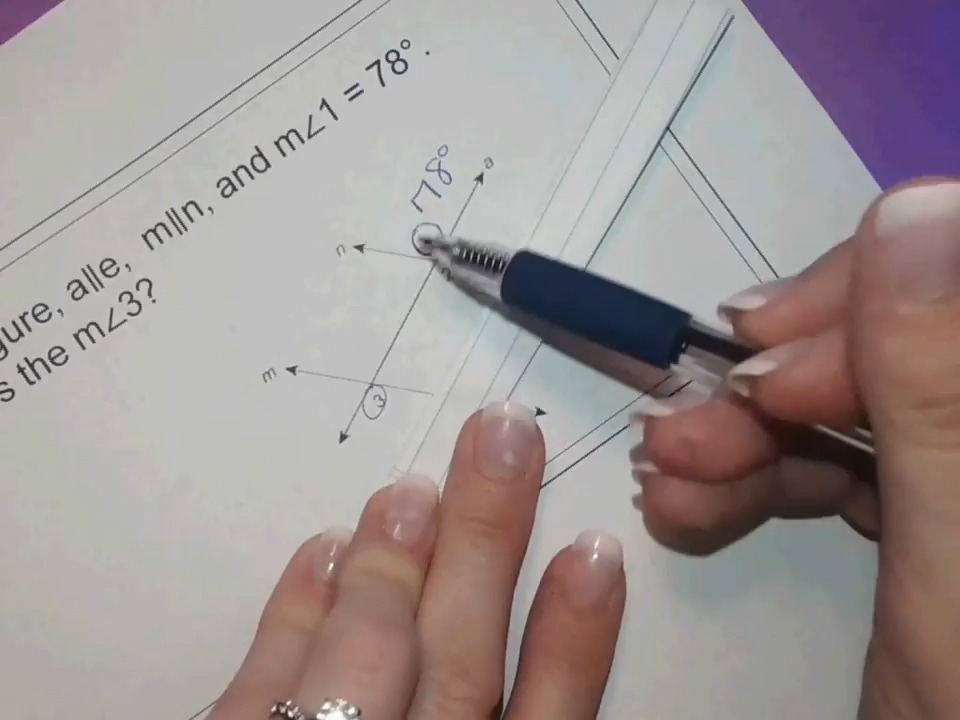 gure, a||e, m||n, and m∠1 = 78°.
s the m∠3?
78°
a
n
m
3